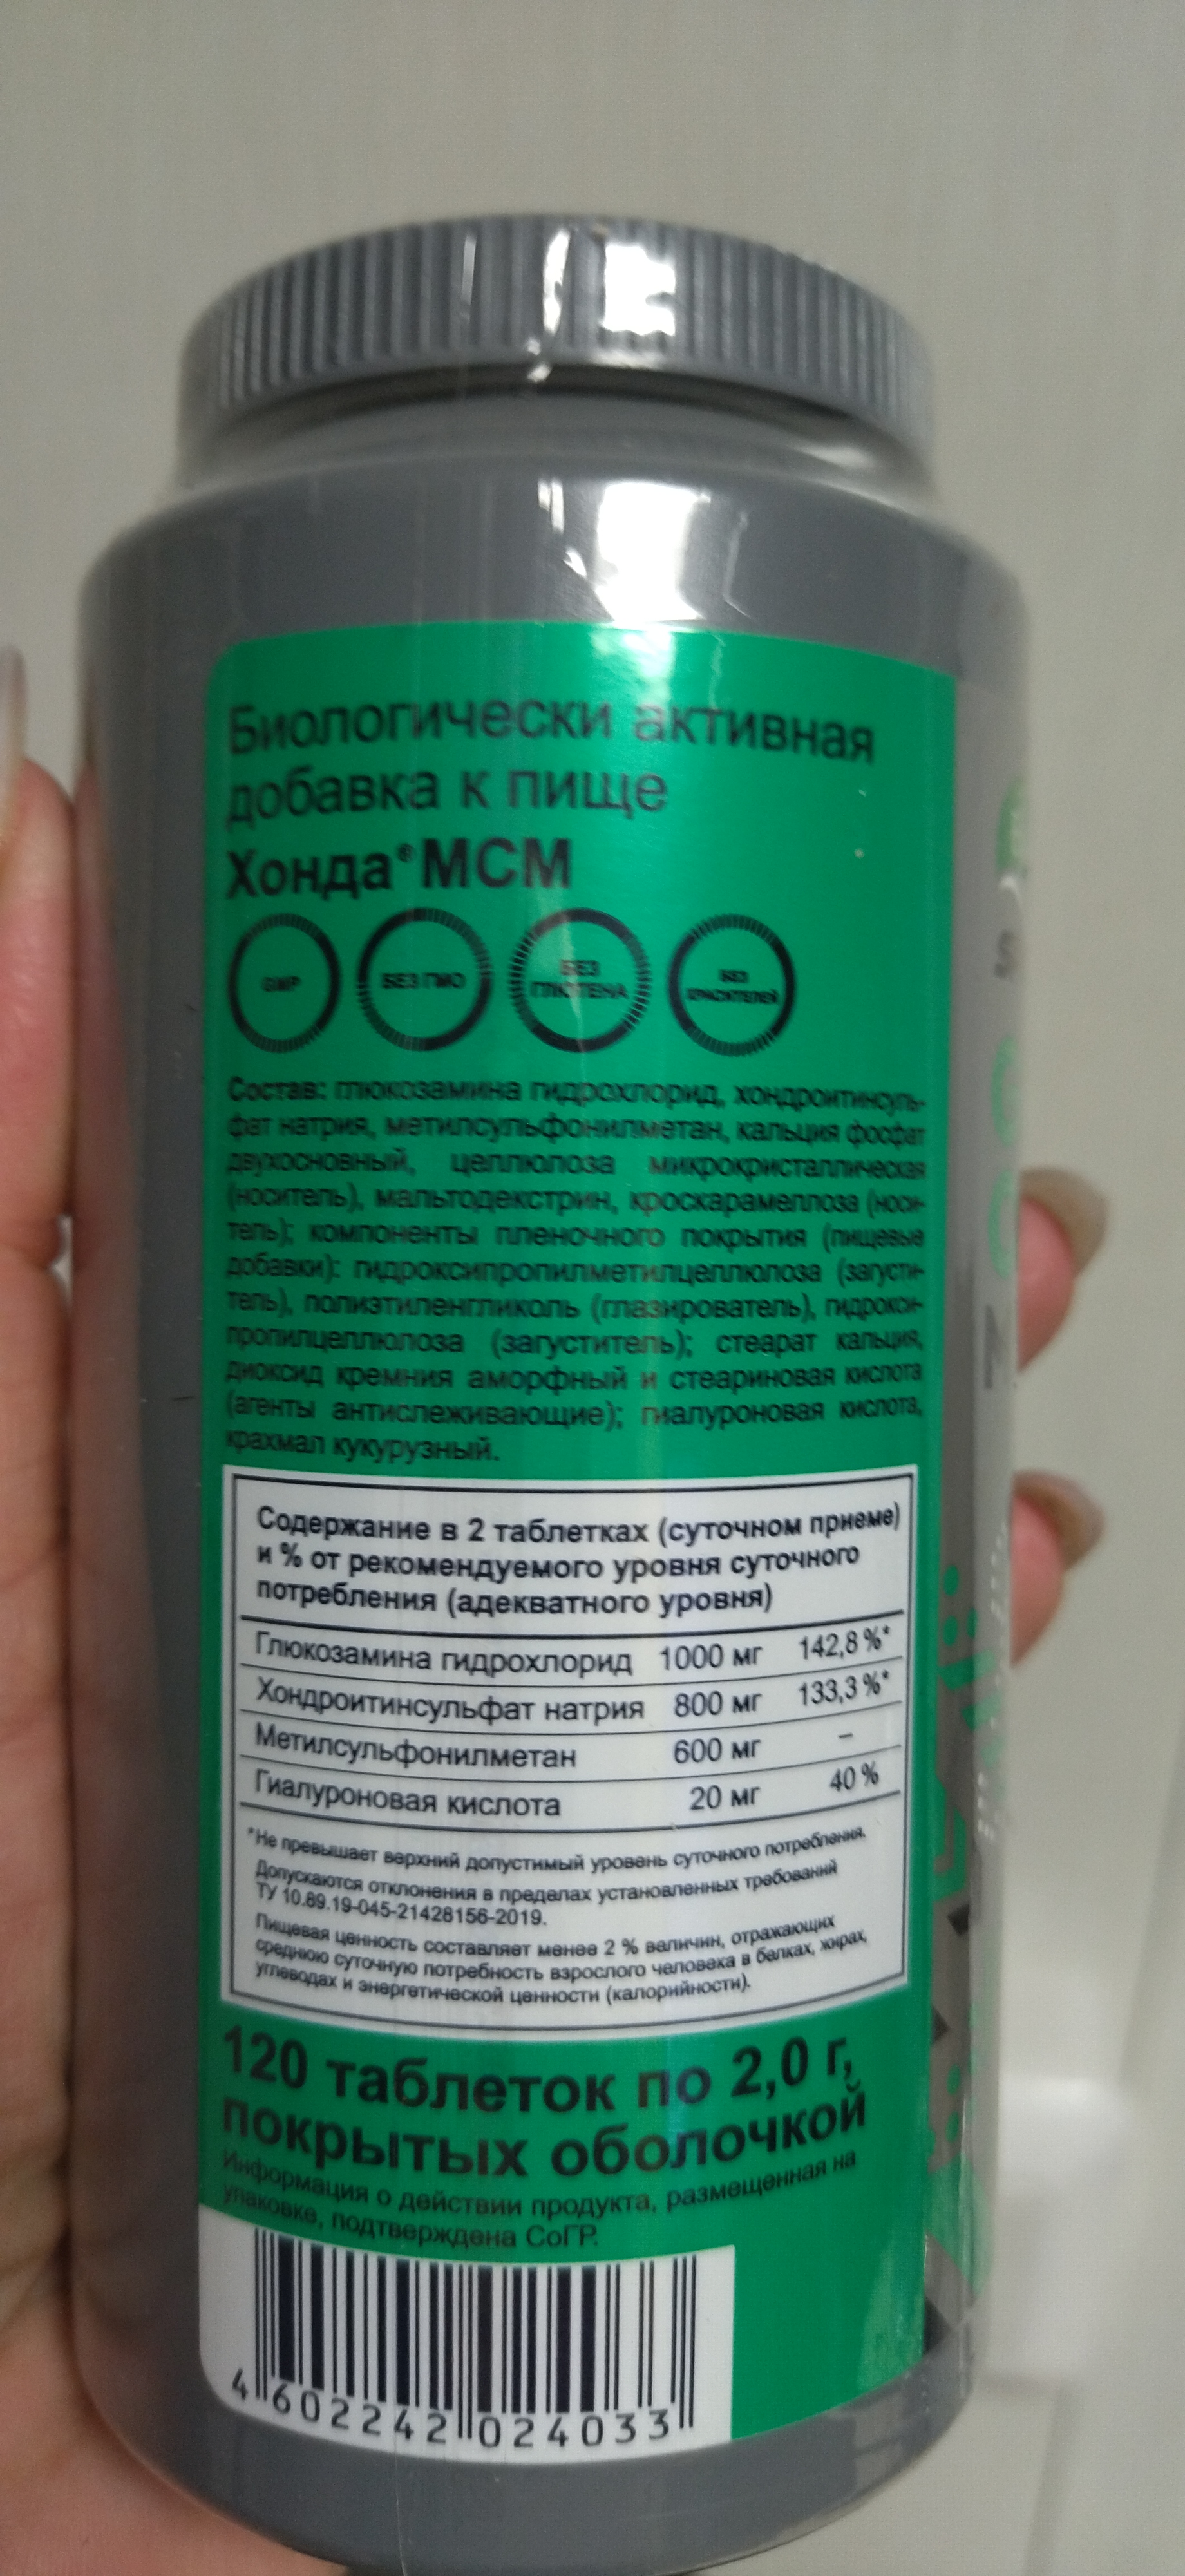 Биологически активная
добавка к пище
Хонда® МСМ
GMP
БЕЗ ГМО
БЕЗ
ГЛЮТЕНА
БЕЗ
КРАСИТЕЛЕЙ
Состав: глюкозамина гидрохлорид, хондроитинсуль-
фат натрия, метилсульфонилметан, кальция фосфат
двухосновный, целлюлоза микрокристаллическая
(носитель), мальтодекстрин, кроскарамеллоза (носи-
тель); компоненты пленочного покрытия (пищевые
добавки): гидроксипропилметилцеллюлоза (загусти-
тель), полиэтиленгликоль (глазирователь), гидрокси-
пропилцеллюлоза (загуститель); стеарат кальция,
диоксид кремния аморфный и стеариновая кислота
(агенты антислеживающие); гиалуроновая кислота,
крахмал кукурузный.
Содержание в 2 таблетках (суточном приеме)
и % от рекомендуемого уровня суточного
потребления (адекватного уровня)
Глюкозамина гидрохлорид 1000 мг 142,8 %*
Хондроитинсульфат натрия 800 мг 133,3 %*
Метилсульфонилметан 600 мг –
Гиалуроновая кислота 20 мг 40 %
*Не превышает верхний допустимый уровень суточного потребления.
Допускаются отклонения в пределах установленных требований
ТУ 10.89.19-045-21428156-2019.
Пищевая ценность составляет менее 2 % величин, отражающих
среднюю суточную потребность взрослого человека в белках, жирах,
углеводах и энергетической ценности (калорийности).
120 таблеток по 2,0 г,
покрытых оболочкой
Информация о действии продукта, размещенная на
упаковке, подтверждена СоГР.
4 602242 024033